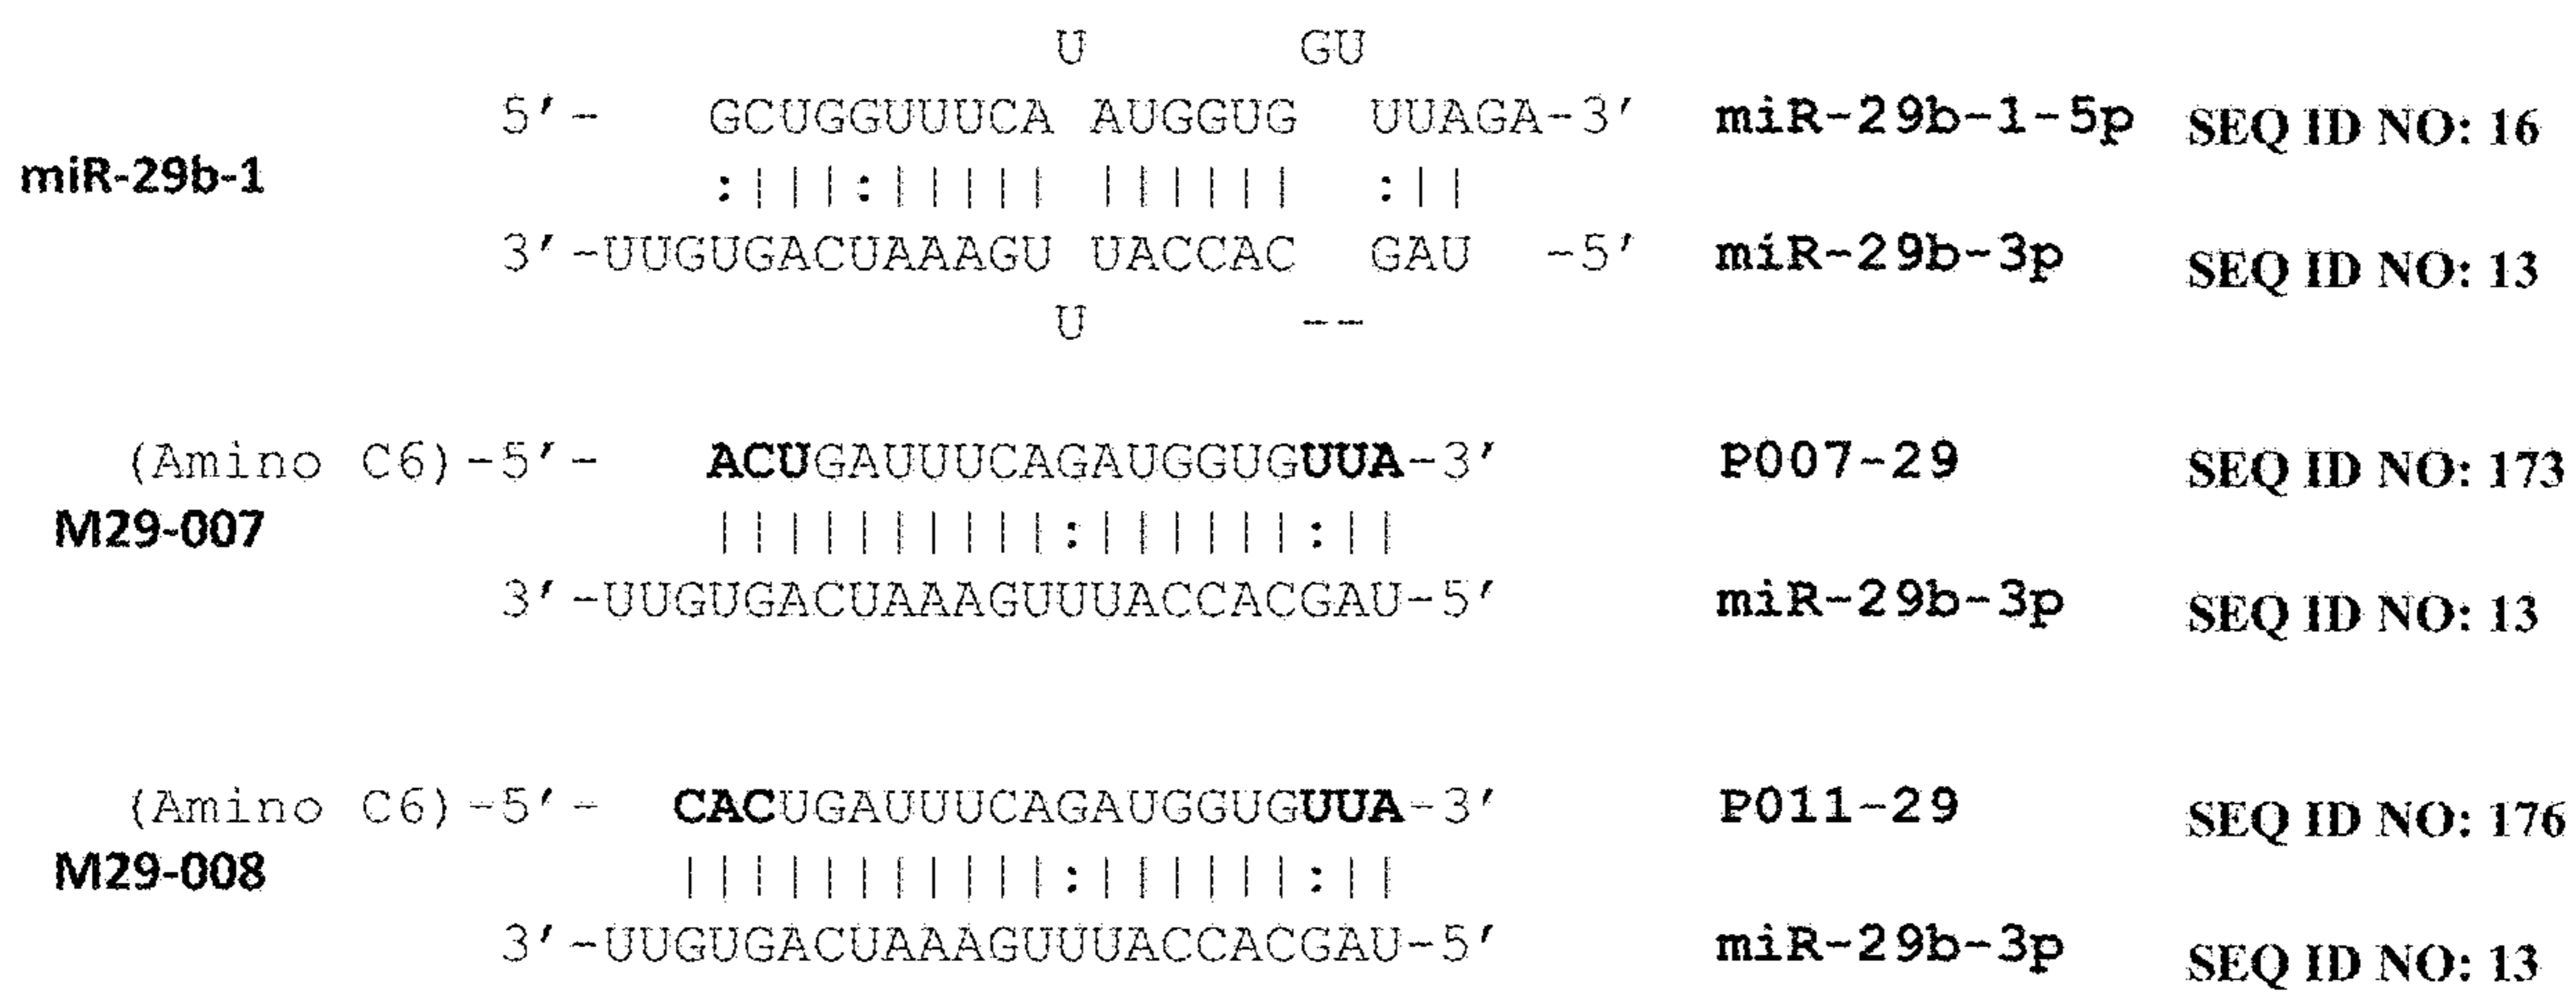 U GU
5′- GCUGGUUUCA AUGGUG UUAGA-3′ miR-29b-1-5p SEQ ID NO: 16
miR-29b-1 :|||:||||| |||||| :||
3′-UUGUGACUAAAGU UACCAC GAU -5′ miR-29b-3p SEQ ID NO: 13
U --
(Amino C6)-5′- ACUGAUUUCAGAUGGUGUUA-3′ P007-29 SEQ ID NO: 173
M29-007 ||||||||||:||||||:||
3′-UUGUGACUAAAGUUUACCACGAU-5′ miR-29b-3p SEQ ID NO: 13
(Amino C6)-5′- CACUGAUUUCAGAUGGUGUUA-3′ P011-29 SEQ ID NO: 176
M29-008 |||||||||||:||||||:||
3′-UUGUGACUAAAGUUUACCACGAU-5′ miR-29b-3p SEQ ID NO: 13